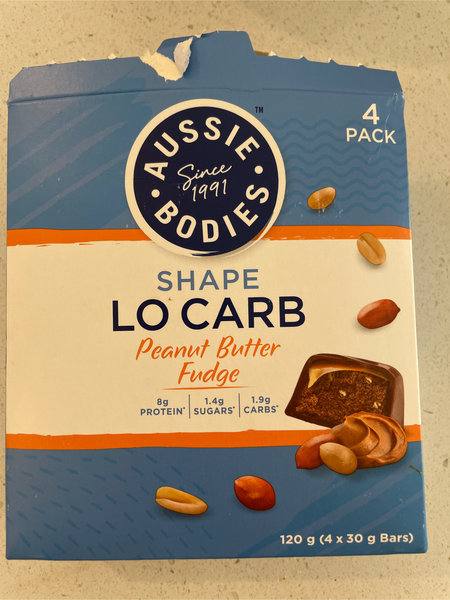 4
PACK
AUSSIE
Since
1991
BODIES
TM
SHAPE
LO CARB
Peanut Butter
Fudge
8g | 1.4g | 1.9g
PROTEIN* | SUGARS* | CARBS*
120 g (4 x 30 g Bars)